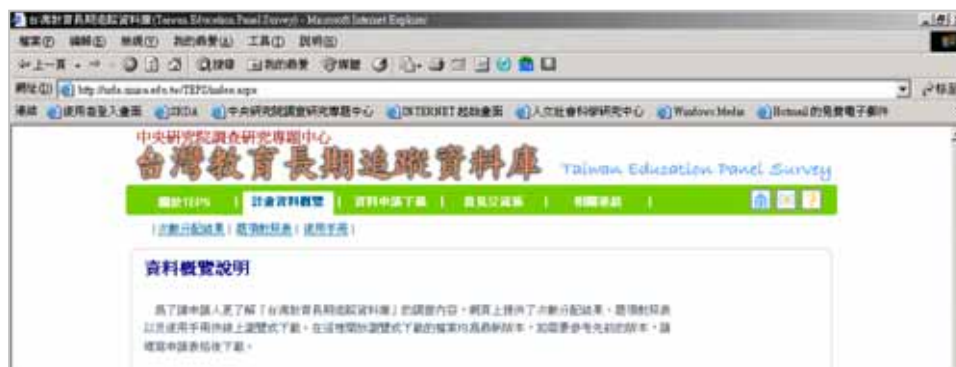 台灣教育長期追蹤資料庫(Taiwan Education Panel Survey) - Microsoft Internet Explorer
檔案(F) 編輯(E) 檢視(V) 我的最愛(A) 工具(T) 說明(H)
上一頁 搜尋 我的最愛 媒體
網址(D)
連結 使用者登入畫面 SRDA 中央研究院調查研究專題中心 INTERNET 起始畫面 人文社會科學研究中心 Windows Media Hotmail 的免費電子郵件
中央研究院調查研究專題中心
台灣教育長期追蹤資料庫 Taiwan Education Panel Survey
關於TEPS | 計畫資料概覽 | 資料申請下載 | 意見交流 | 相關連結 |
| 次數分配結果 | 題項對照表 | 使用手冊 |
資料概覽說明
為了讓申請人更了解「台灣教育長期追蹤資料庫」的調查內容，網頁上提供了次數分配結果、題項對照表
以及使用手冊供線上瀏覽或下載。在這裡開放瀏覽或下載的檔案均為最新版本，如需要參考先前的版本，請
填寫申請表格後下載。